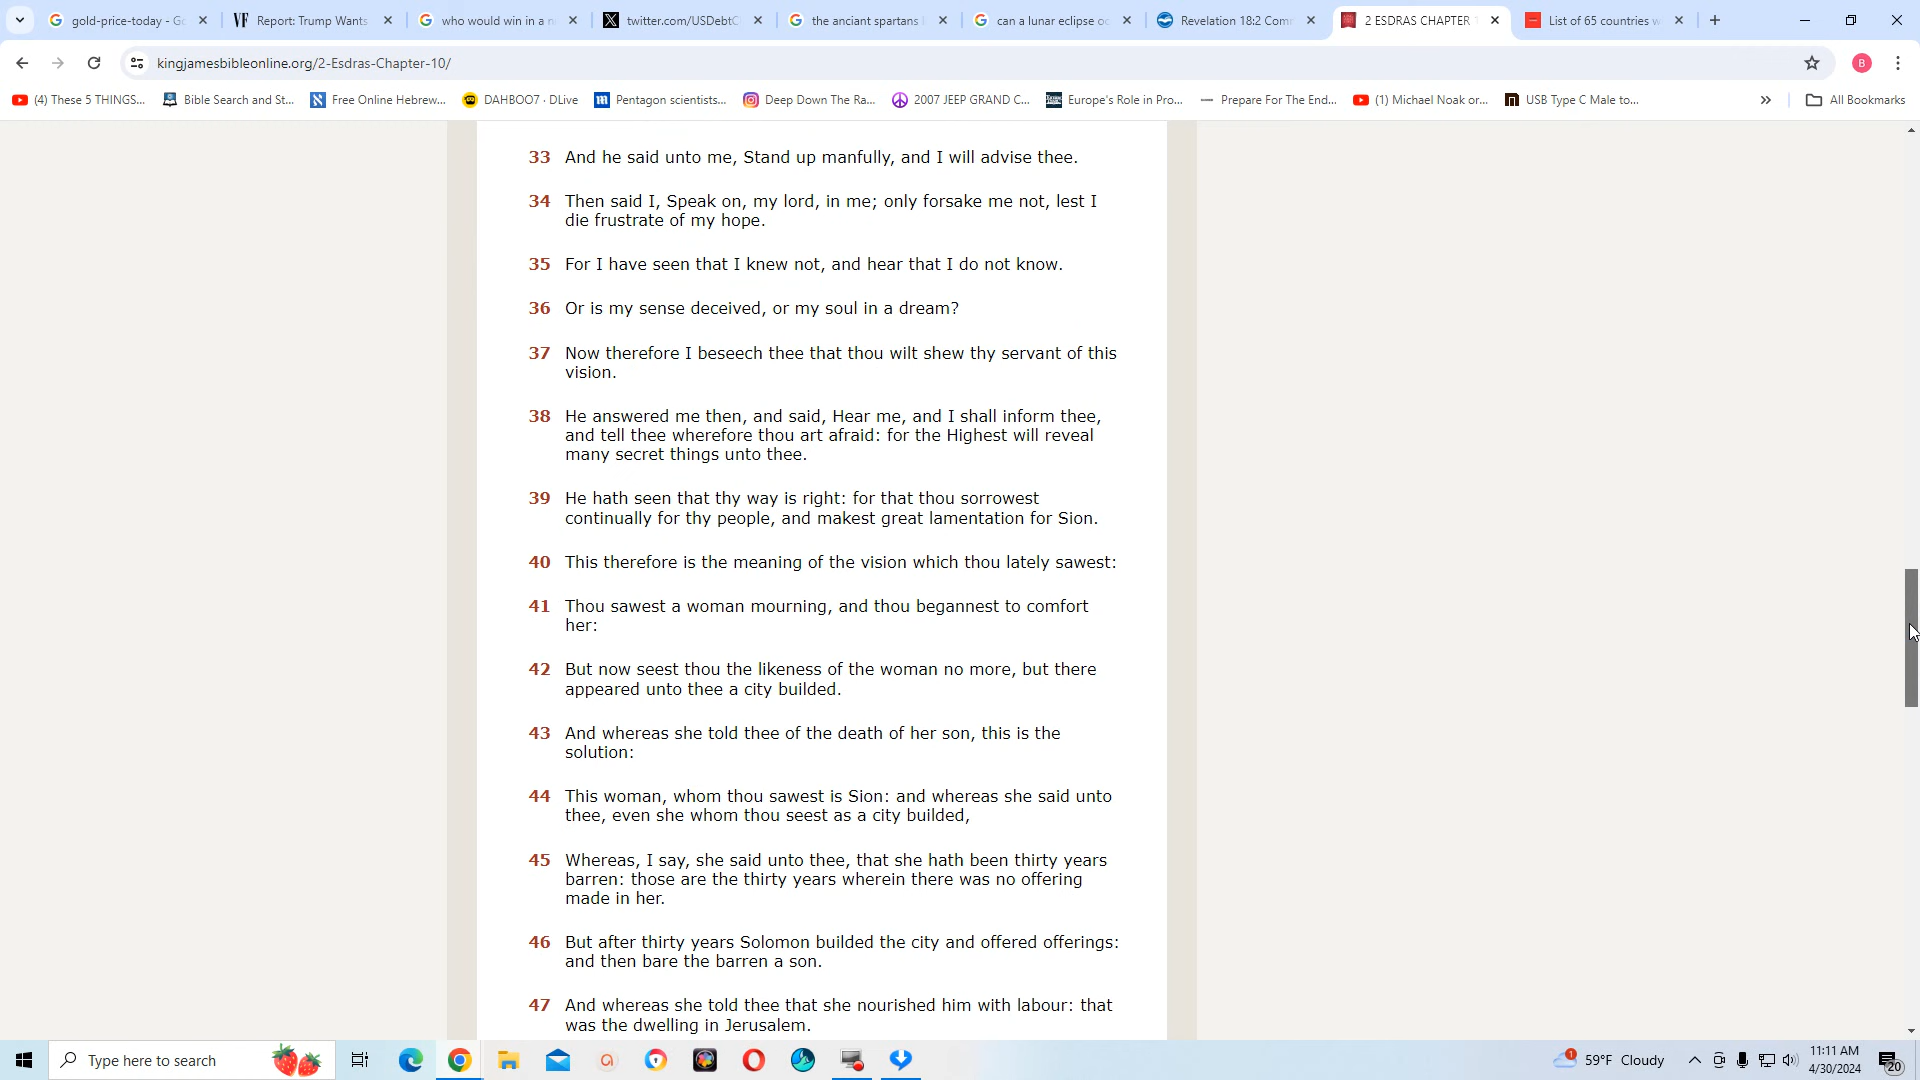 gold-price-today - Go
Report: Trump Wants
who would win in a n
twitter.com/USDebtC
the anciant spartans
can a lunar eclipse oc
Revelation 18:2 Com
2 ESDRAS CHAPTER
List of 65 countries w
kingjamesbibleonline.org/2-Esdras-Chapter-10/
B
(4) These 5 THINGS...
Bible Search and St...
Free Online Hebrew...
DAHBOO7 · DLive
Pentagon scientists...
Deep Down The Ra...
2007 JEEP GRAND C...
Europe's Role in Pro...
Prepare For The End...
(1) Michael Noak or...
USB Type C Male to...
All Bookmarks
33 And he said unto me, Stand up manfully, and I will advise thee.
34 Then said I, Speak on, my lord, in me; only forsake me not, lest I
die frustrate of my hope.
35 For I have seen that I knew not, and hear that I do not know.
36 Or is my sense deceived, or my soul in a dream?
37 Now therefore I beseech thee that thou wilt shew thy servant of this
vision.
38 He answered me then, and said, Hear me, and I shall inform thee,
and tell thee wherefore thou art afraid: for the Highest will reveal
many secret things unto thee.
39 He hath seen that thy way is right: for that thou sorrowest
continually for thy people, and makest great lamentation for Sion.
40 This therefore is the meaning of the vision which thou lately sawest:
41 Thou sawest a woman mourning, and thou begannest to comfort
her:
42 But now seest thou the likeness of the woman no more, but there
appeared unto thee a city builded.
43 And whereas she told thee of the death of her son, this is the
solution:
44 This woman, whom thou sawest is Sion: and whereas she said unto
thee, even she whom thou seest as a city builded,
45 Whereas, I say, she said unto thee, that she hath been thirty years
barren: those are the thirty years wherein there was no offering
made in her.
46 But after thirty years Solomon builded the city and offered offerings:
and then bare the barren a son.
47 And whereas she told thee that she nourished him with labour: that
was the dwelling in Jerusalem.
Type here to search
1
59°F Cloudy
11:11 AM
4/30/2024
20